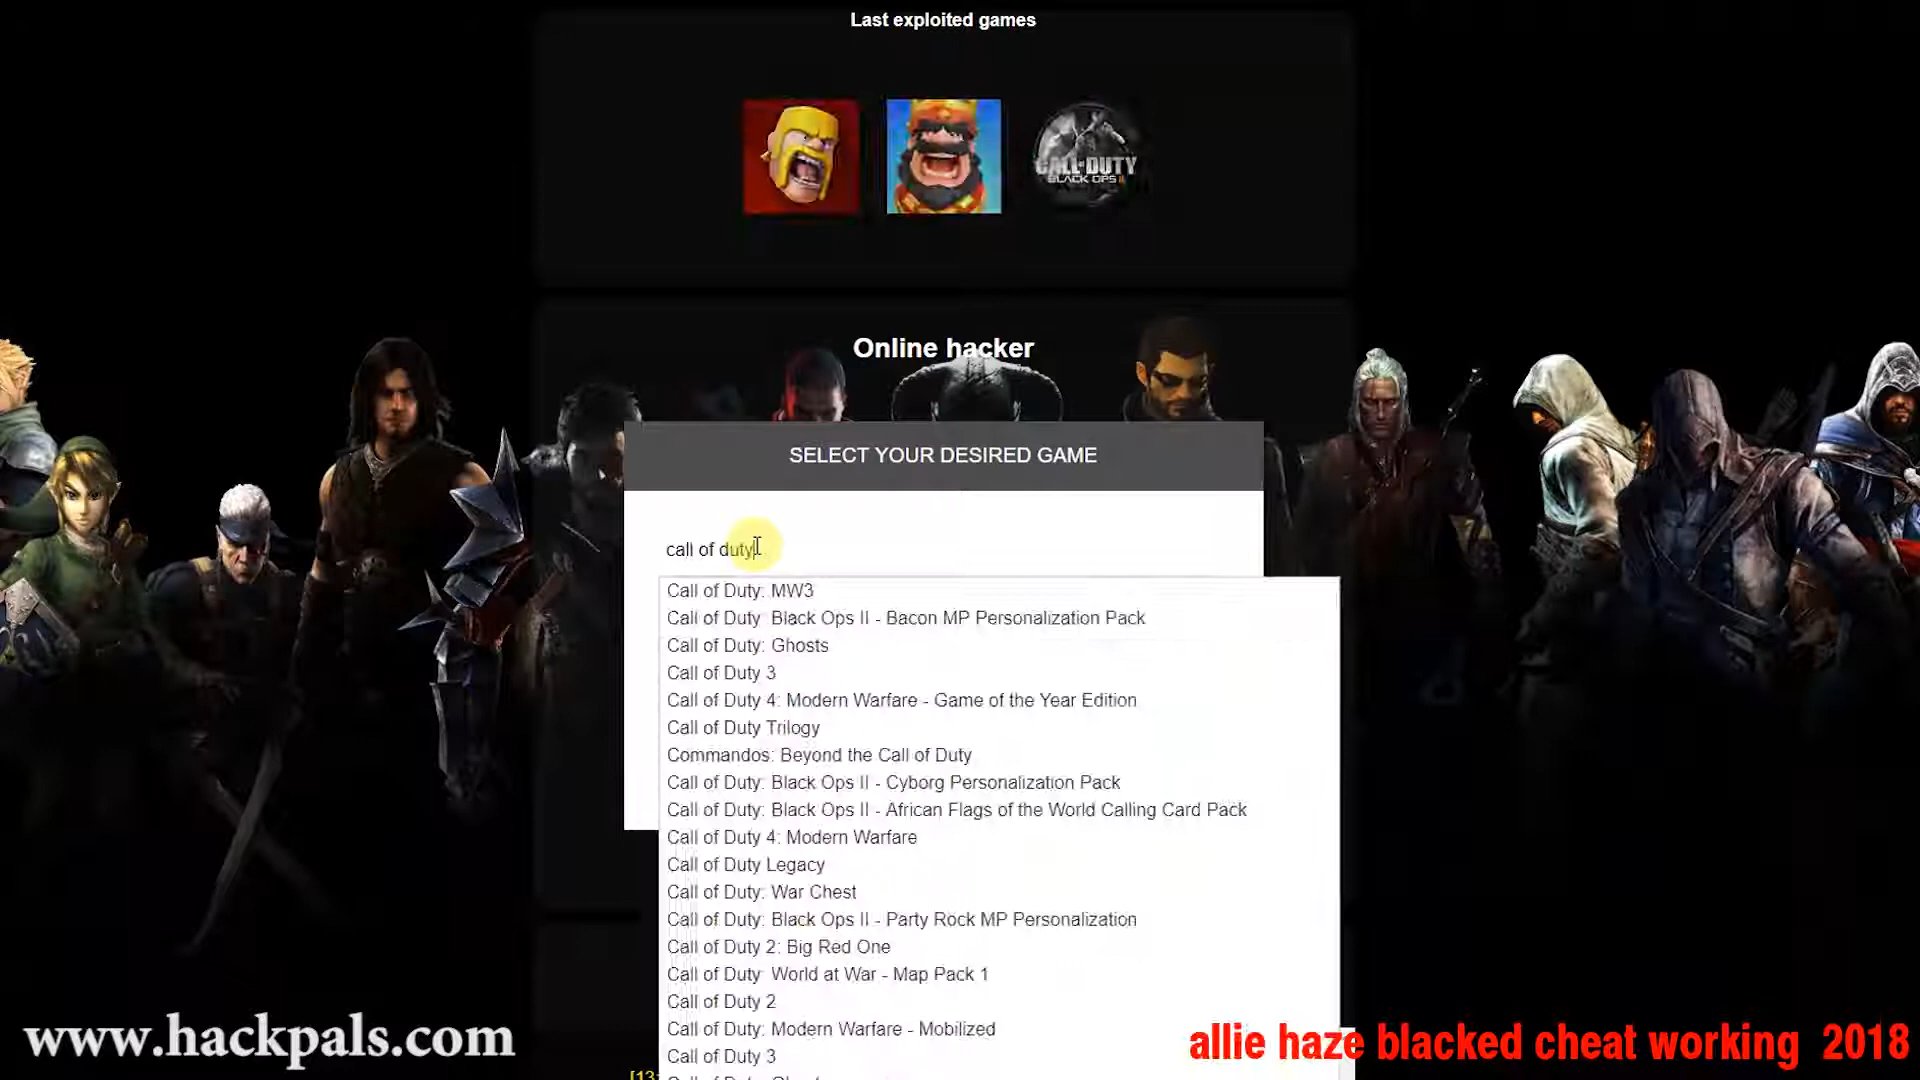 Last exploited games
CALL OF DUTY
BLACK OPS II
Online hacker
SELECT YOUR DESIRED GAME
call of duty
Call of Duty: MW3
Call of Duty: Black Ops II - Bacon MP Personalization Pack
Call of Duty: Ghosts
Call of Duty 3
Call of Duty 4: Modern Warfare - Game of the Year Edition
Call of Duty Trilogy
Commandos: Beyond the Call of Duty
Call of Duty: Black Ops II - Cyborg Personalization Pack
Call of Duty: Black Ops II - African Flags of the World Calling Card Pack
Call of Duty 4: Modern Warfare
Call of Duty Legacy
Call of Duty: War Chest
Call of Duty: Black Ops II - Party Rock MP Personalization
Call of Duty 2: Big Red One
Call of Duty: World at War - Map Pack 1
Call of Duty 2
Call of Duty: Modern Warfare - Mobilized
Call of Duty 3
[13:
www.hackpals.com
allie haze blacked cheat working 2018